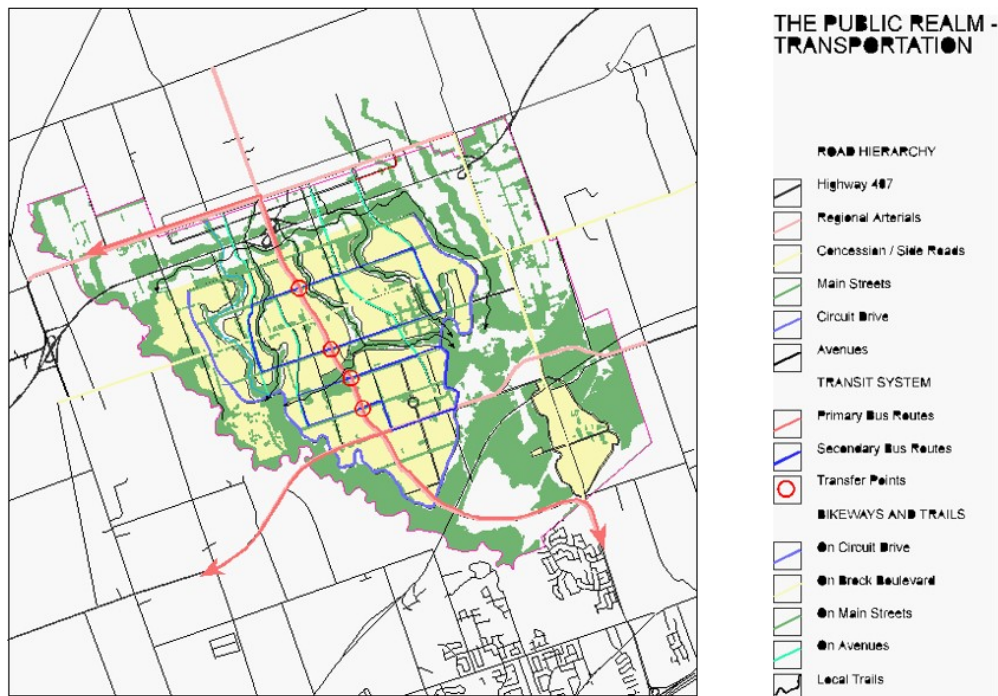 THE PUBLIC REALM -
TRANSPORTATION
ROAD HIERARCHY
Highway 407
Regional Arterials
Concession / Side Roads
Main Streets
Circuit Drive
Avenues
TRANSIT SYSTEM
Primary Bus Routes
Secondary Bus Routes
Transfer Points
BIKEWAYS AND TRAILS
On Circuit Drive
On Brock Boulevard
On Main Streets
On Avenues
Local Trails